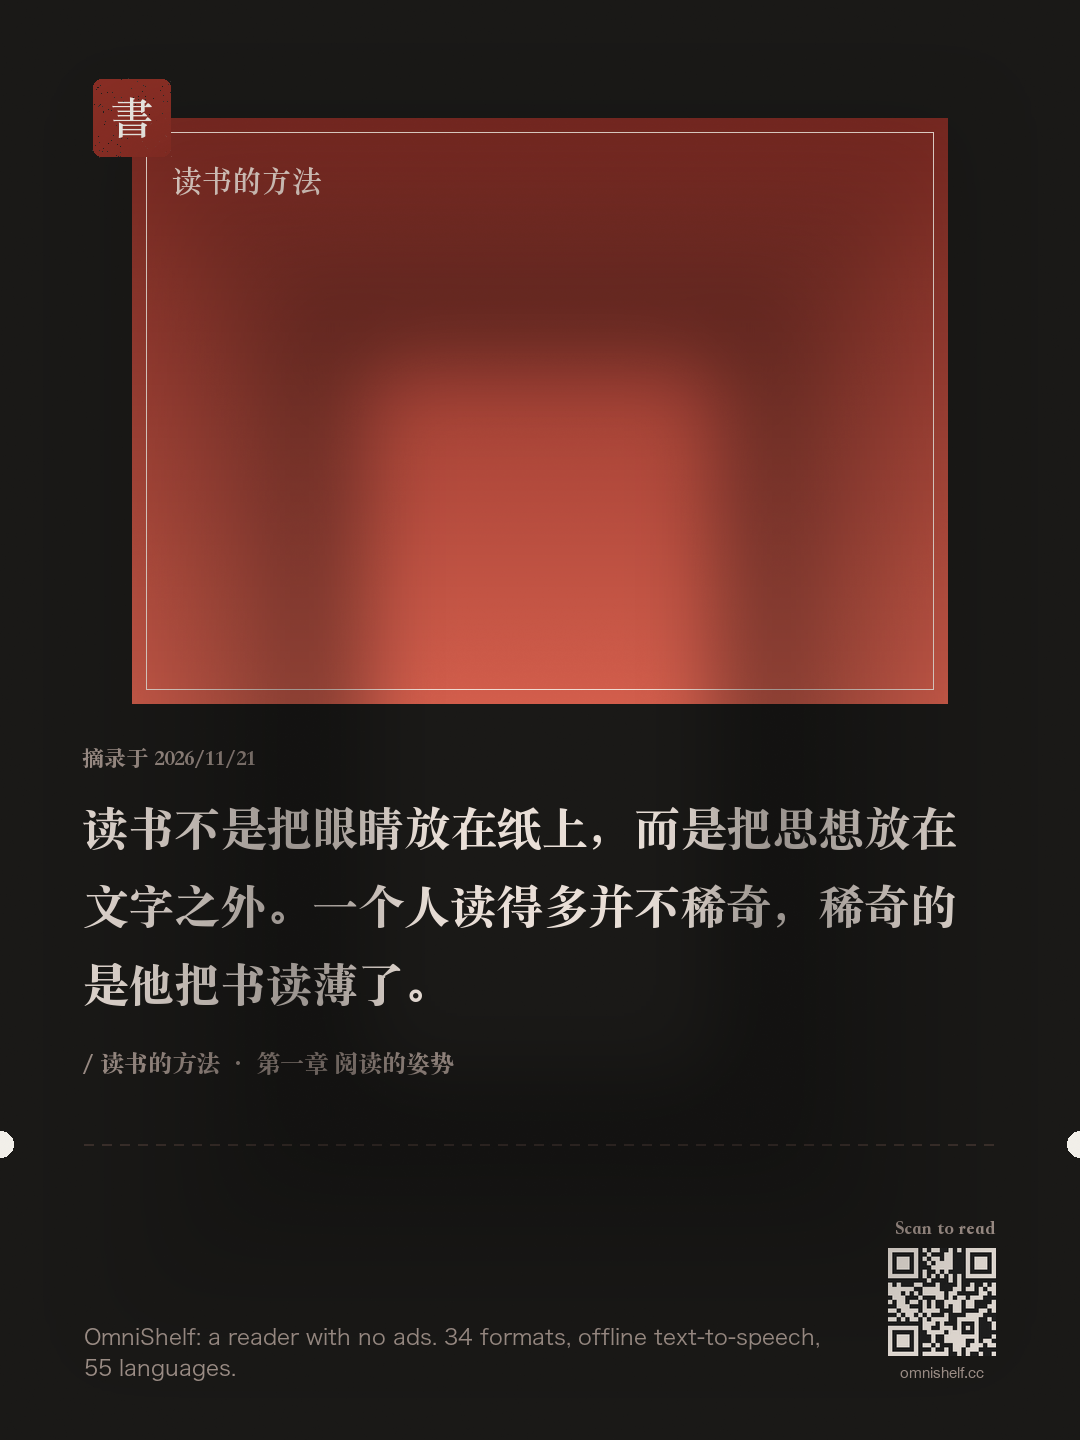 書
读书的方法
摘录于 2026/11/21
读书不是把眼睛放在纸上，而是把思想放在
文字之外。一个人读得多并不稀奇，稀奇的
是他把书读薄了。
/ 读书的方法 · 第一章 阅读的姿势
Scan to read
OmniShelf: a reader with no ads. 34 formats, offline text-to-speech,
55 languages.
omnishelf.cc